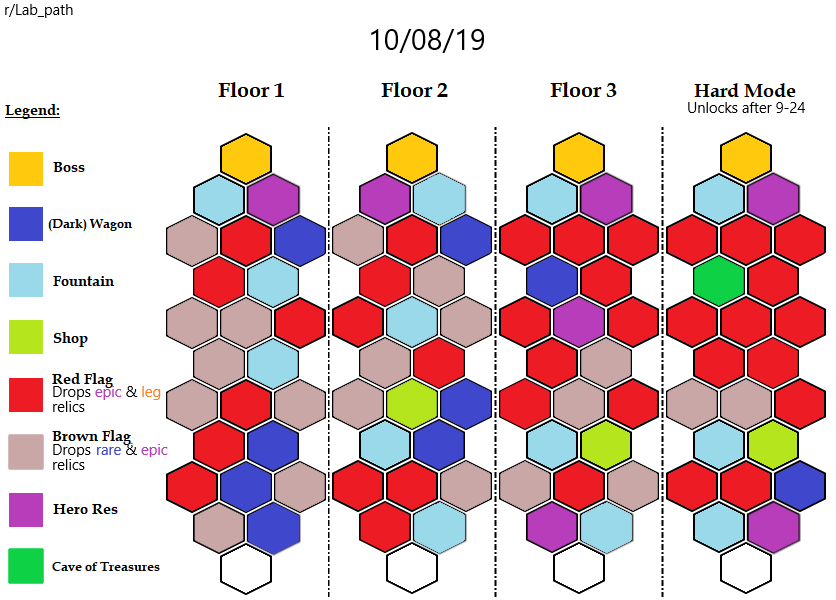 r/Lab_path
10/08/19
Floor 1
Floor 2
Floor 3
Hard Mode
Unlocks after 9-24
Legend:
Boss
(Dark) Wagon
Fountain
Shop
Red Flag
Drops epic & leg
relics
Brown Flag
Drops rare & epic
relics
Hero Res
Cave of Treasures